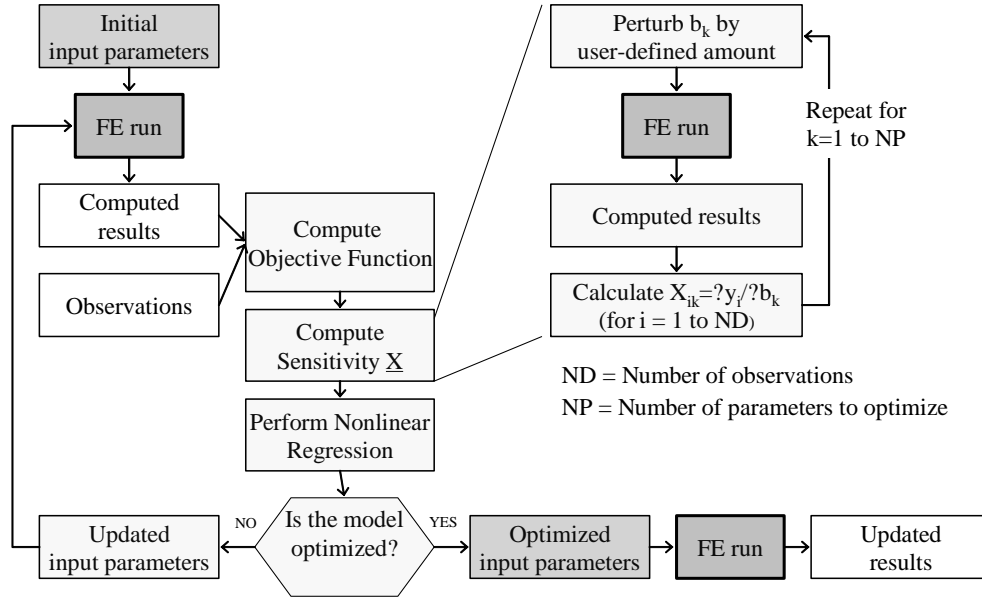 Initial
input parameters
FE run
Computed
results
Observations
Compute
Objective Function
Compute
Sensitivity X
Perform Nonlinear
Regression
Is the model
optimized?
NO
YES
Updated
input parameters
Optimized
input parameters
FE run
Updated
results
Perturb bk by
user-defined amount
FE run
Computed results
Calculate Xik=?yi/?bk
(for i = 1 to ND)
Repeat for
k=1 to NP
ND = Number of observations
NP = Number of parameters to optimize